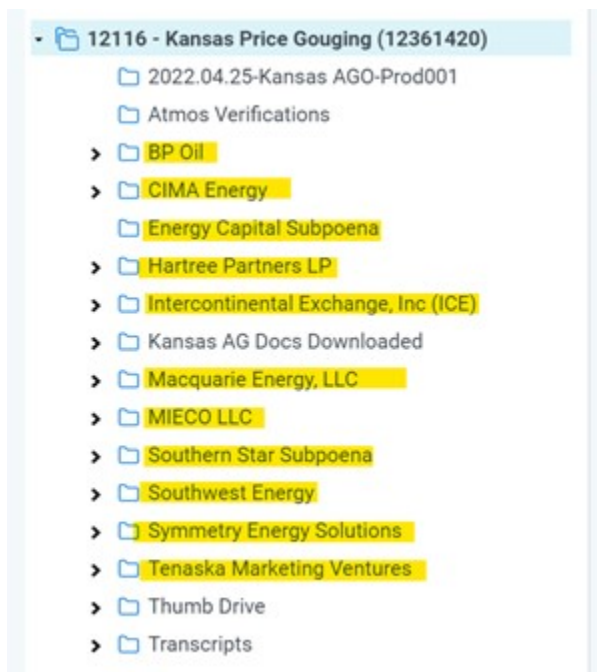 12116 - Kansas Price Gouging (12361420)
2022.04.25-Kansas AGO-Prod001
Atmos Verifications
BP Oil
CIMA Energy
Energy Capital Subpoena
Hartree Partners LP
Intercontinental Exchange, Inc (ICE)
Kansas AG Docs Downloaded
Macquarie Energy, LLC
MIECO LLC
Southern Star Subpoena
Southwest Energy
Symmetry Energy Solutions
Tenaska Marketing Ventures
Thumb Drive
Transcripts